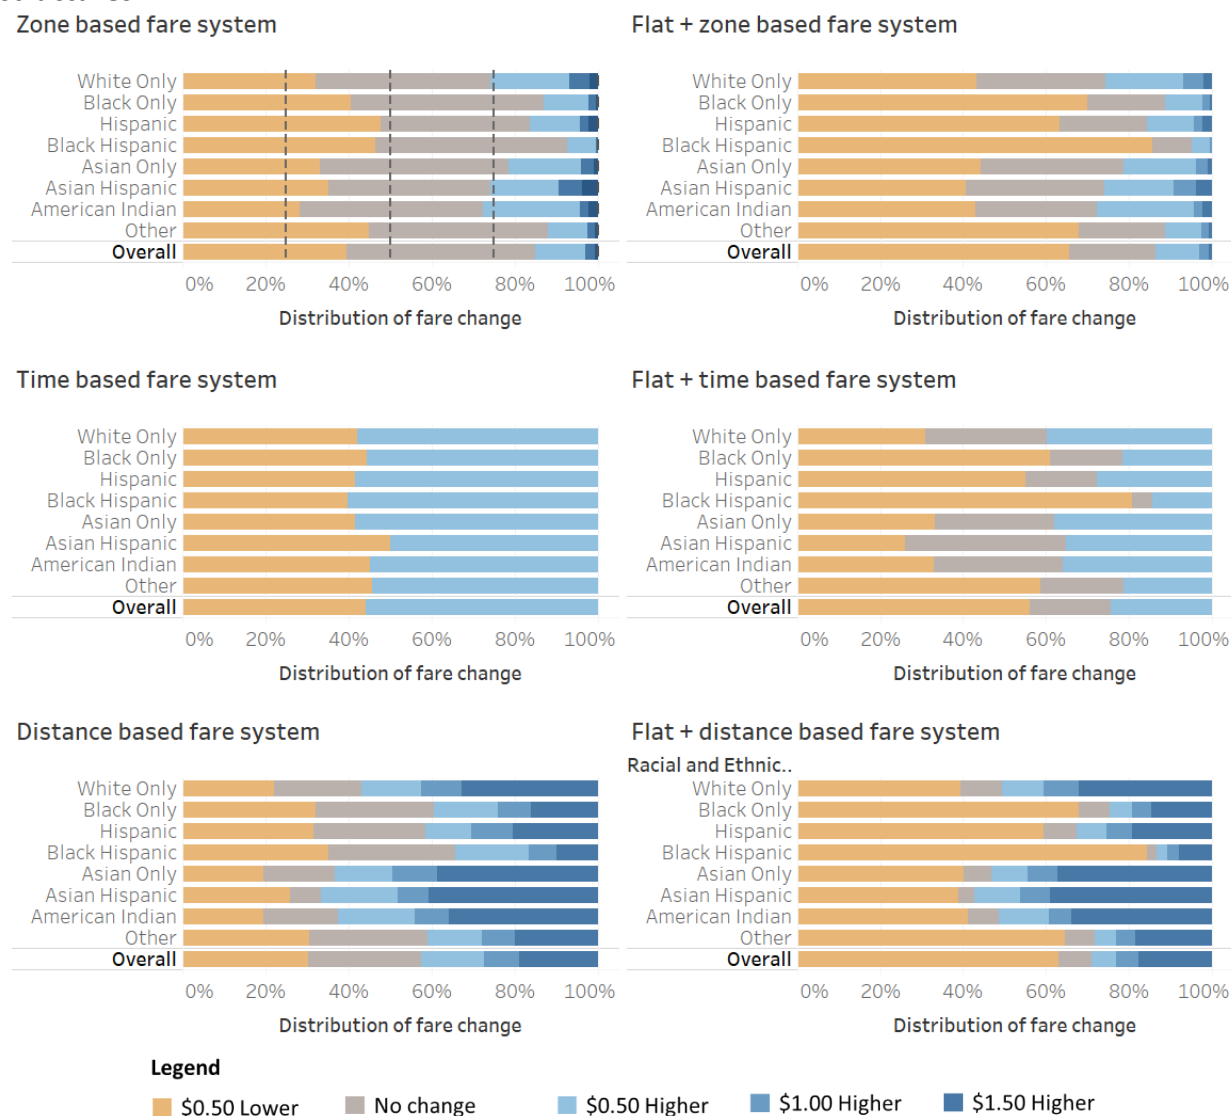 Zone based fare system
White Only
Black Only
Hispanic
Black Hispanic
Asian Only
Asian Hispanic
American Indian
Other
Overall
0% 20% 40% 60% 80% 100%
Distribution of fare change
Flat + zone based fare system
White Only
Black Only
Hispanic
Black Hispanic
Asian Only
Asian Hispanic
American Indian
Other
Overall
0% 20% 40% 60% 80% 100%
Distribution of fare change
Time based fare system
White Only
Black Only
Hispanic
Black Hispanic
Asian Only
Asian Hispanic
American Indian
Other
Overall
0% 20% 40% 60% 80% 100%
Distribution of fare change
Flat + time based fare system
White Only
Black Only
Hispanic
Black Hispanic
Asian Only
Asian Hispanic
American Indian
Other
Overall
0% 20% 40% 60% 80% 100%
Distribution of fare change
Distance based fare system
White Only
Black Only
Hispanic
Black Hispanic
Asian Only
Asian Hispanic
American Indian
Other
Overall
0% 20% 40% 60% 80% 100%
Distribution of fare change
Flat + distance based fare system
Racial and Ethnic..
White Only
Black Only
Hispanic
Black Hispanic
Asian Only
Asian Hispanic
American Indian
Other
Overall
0% 20% 40% 60% 80% 100%
Distribution of fare change
Legend
$0.50 Lower No change $0.50 Higher $1.00 Higher $1.50 Higher